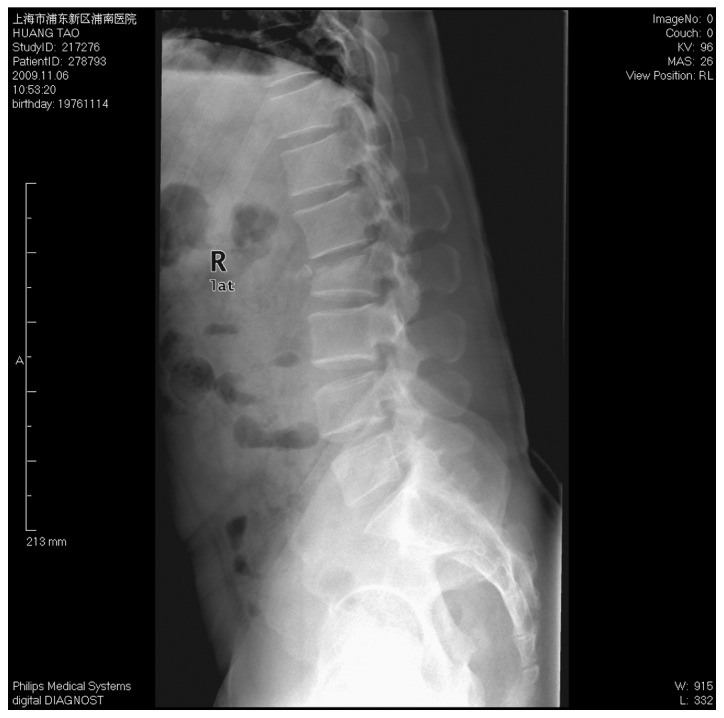 上海市浦东新区浦南医院
HUANG TAO
StudyID: 217276
PatientID: 278793
2009.11.06
10:53:20
birthday: 19761114
ImageNo: 0
Couch: 0
KV: 96
MAS: 26
View Position: RL
R
lat
A
213 mm
Philips Medical Systems
digital DIAGNOST
W: 915
L: 332